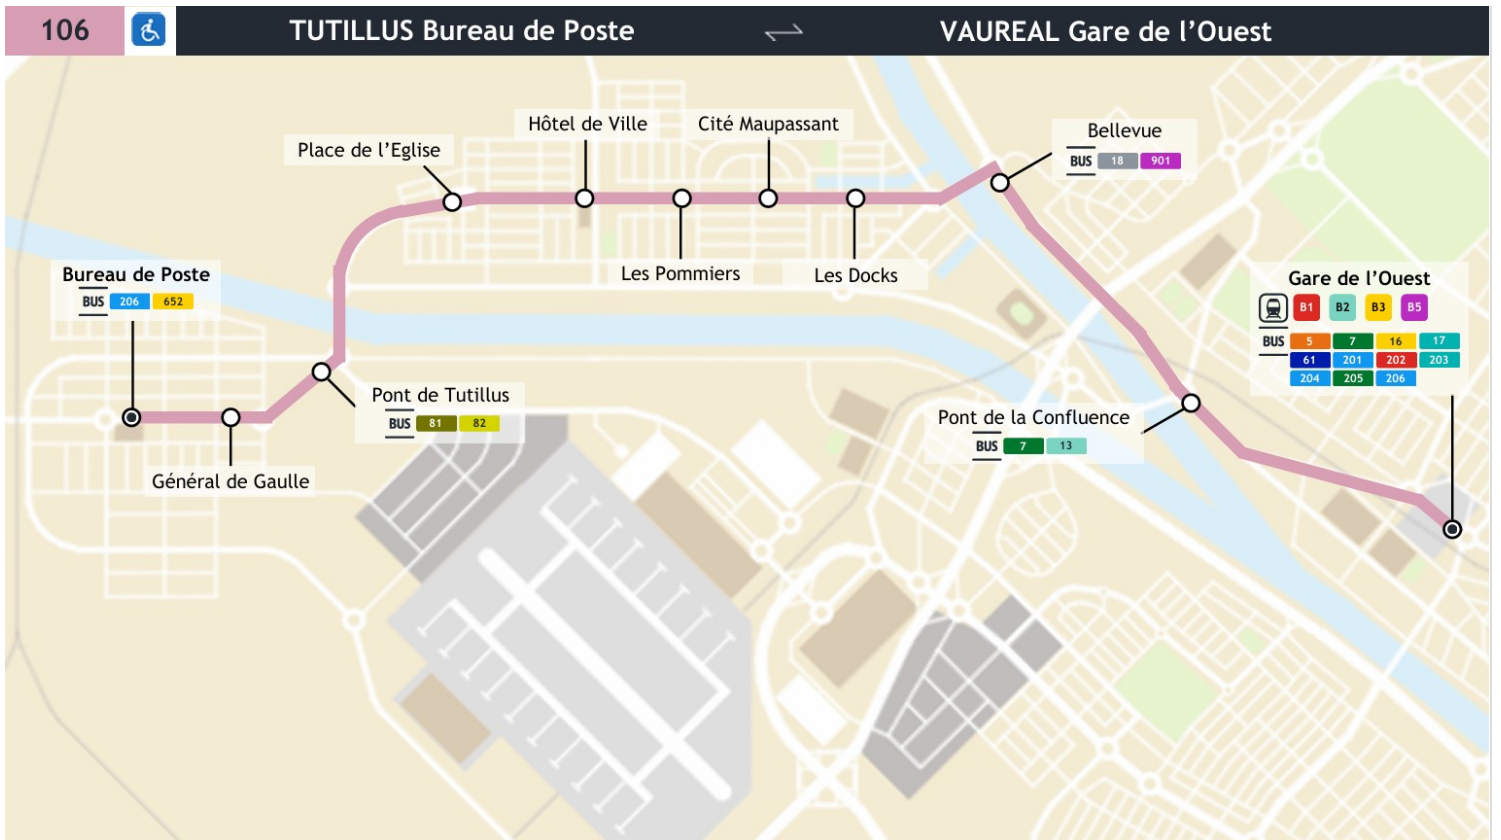 106 TUTILLUS Bureau de Poste VAUREAL Gare de l’Ouest
Hôtel de Ville
Cité Maupassant
Bellevue
BUS 18 901
Place de l’Eglise
Les Pommiers
Les Docks
Bureau de Poste
BUS 206 652
Gare de l’Ouest
B1 B2 B3 B5
BUS 5 7 16 17
61 201 202 203
204 205 206
Pont de Tutillus
BUS 81 82
Pont de la Confluence
BUS 7 13
Général de Gaulle